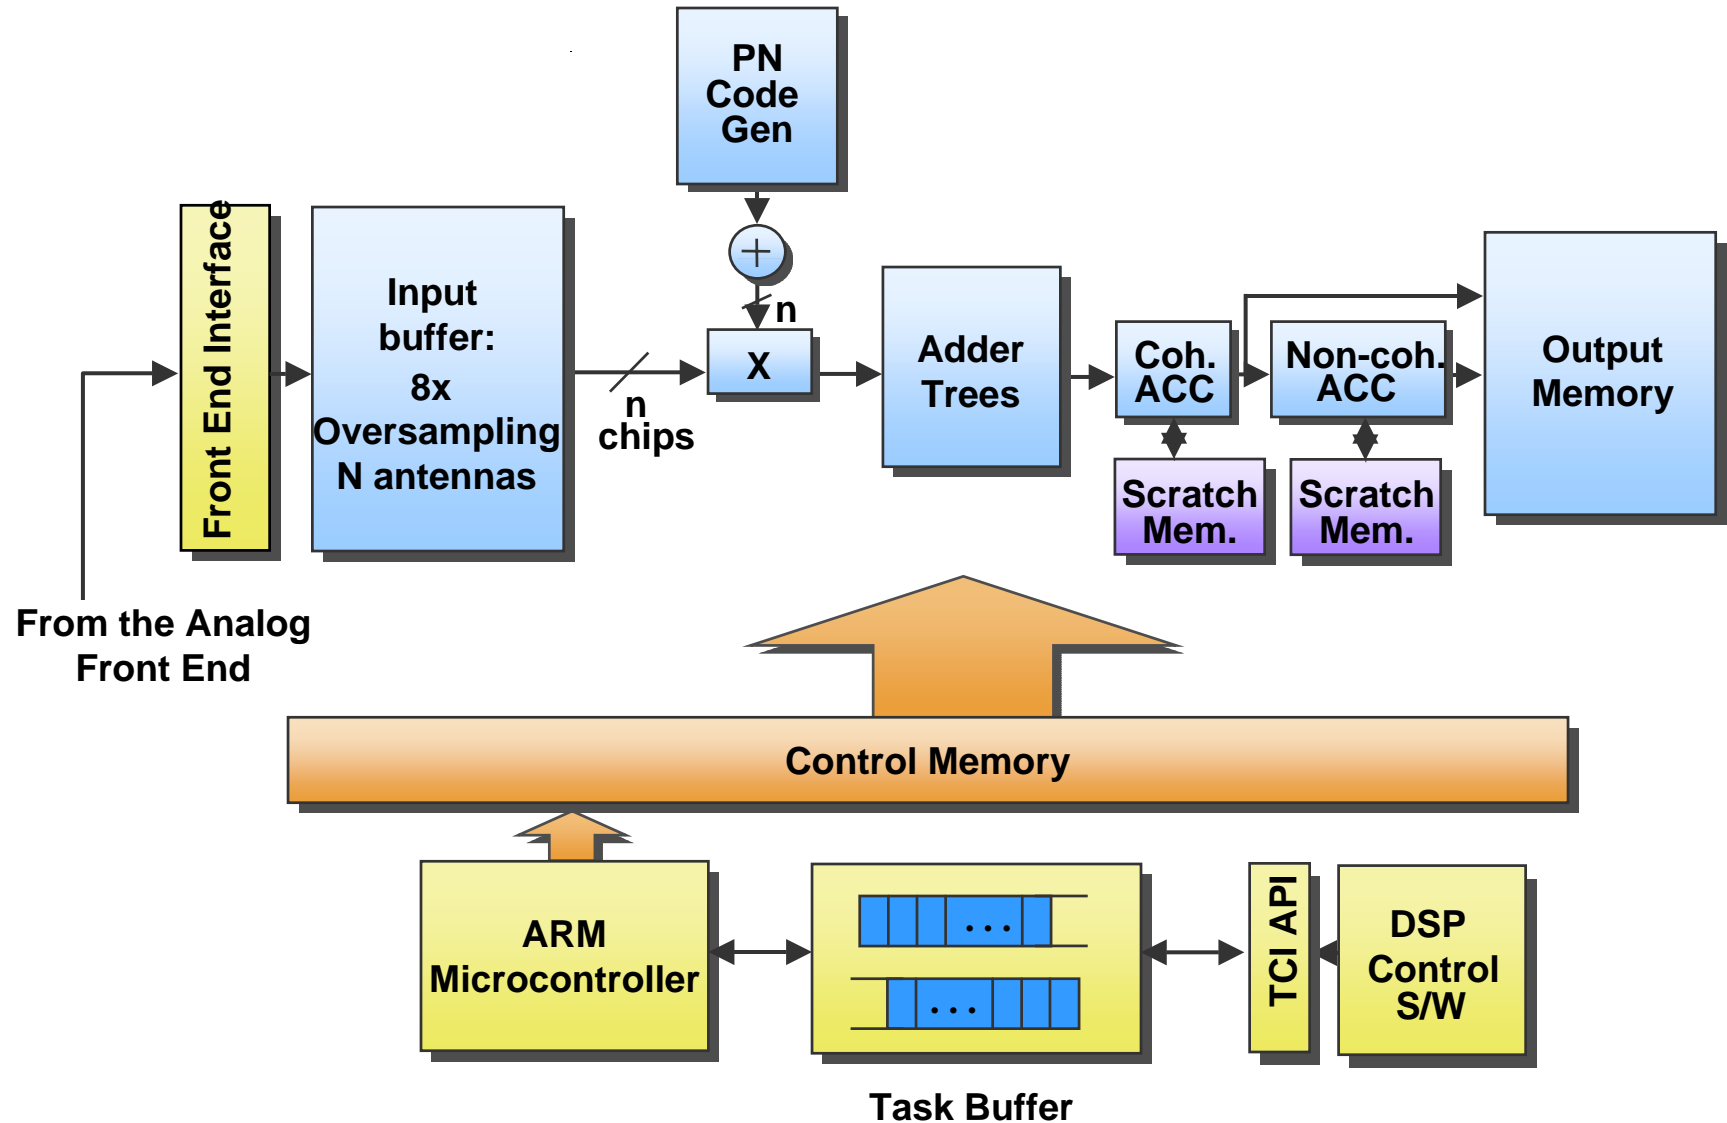 PN
Code
Gen
n
Front End Interface
Input
buffer:
8x
Oversampling
N antennas
n
chips
X
Adder
Trees
Coh.
ACC
Non-coh.
ACC
Output
Memory
Scratch
Mem.
Scratch
Mem.
From the Analog
Front End
Control Memory
ARM
Microcontroller
...
...
TCI API
DSP
Control
S/W
Task Buffer